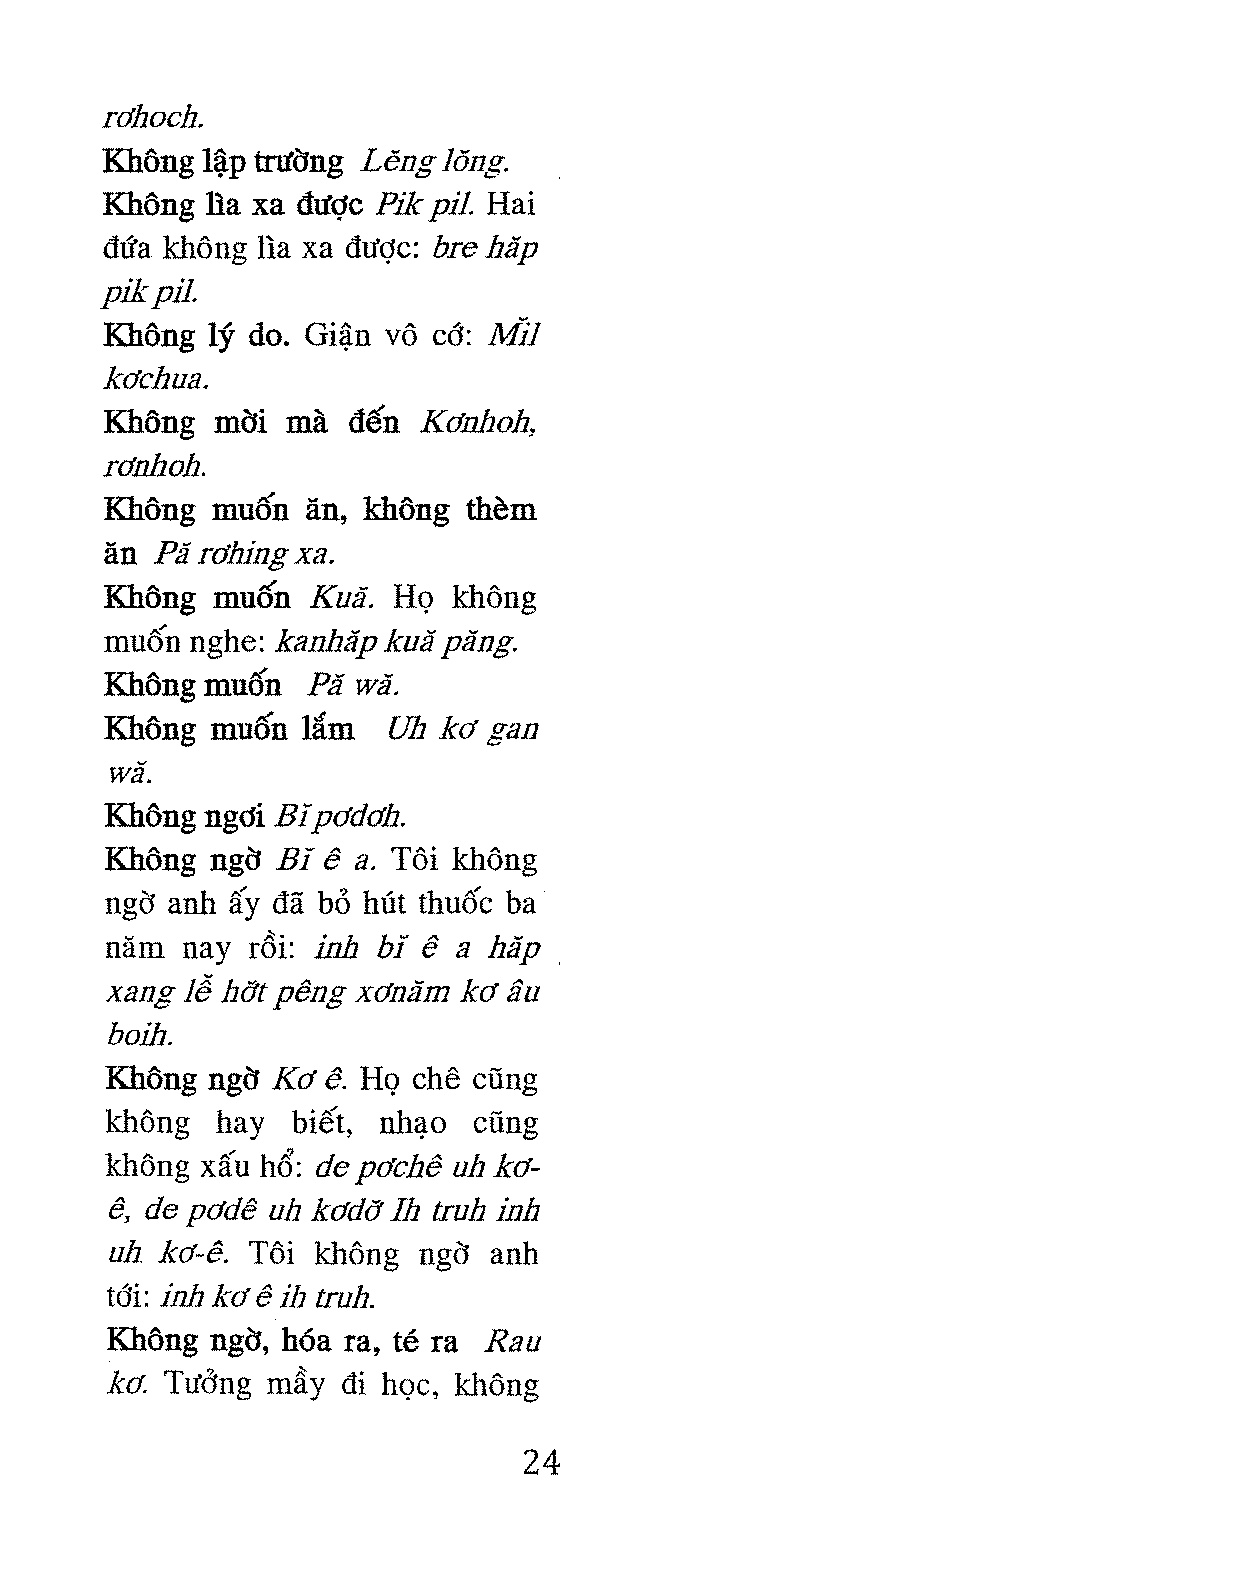 rơhoch.
Không lập trường Lĕng lŏng.
Không lìa xa được Pik pil. Hai
đứa không lìa xa được: bre hăp
pik pil.
Không lý do. Giận vô cớ: Mĭl
kơchua.
Không mời mà đến Kơnhoh,
rơnhoh.
Không muốn ăn, không thèm
ăn Pă rơhing xa.
Không muốn Kuă. Họ không
muốn nghe: kanhăp kuă păng.
Không muốn Pă wă.
Không muốn lắm Uh kơ gan
wă.
Không ngơi Bĭ pơdơh.
Không ngờ Bĭ ê a. Tôi không
ngờ anh ấy đã bỏ hút thuốc ba
năm nay rồi: inh bĭ ê a hăp
xang lê̆ hơ̆t pêng xơnăm kơ âu
boih.
Không ngờ Kơ ê. Họ chê cũng
không hay biết, nhạo cũng
không xấu hổ: de pơchê uh kơ-
ê, de pơdê uh kơdơ̆ Ih truh inh
uh kơ-ê. Tôi không ngờ anh
tới: inh kơ ê ih truh.
Không ngờ, hóa ra, té ra Rau
kơ. Tưởng mầy đi học, không
24